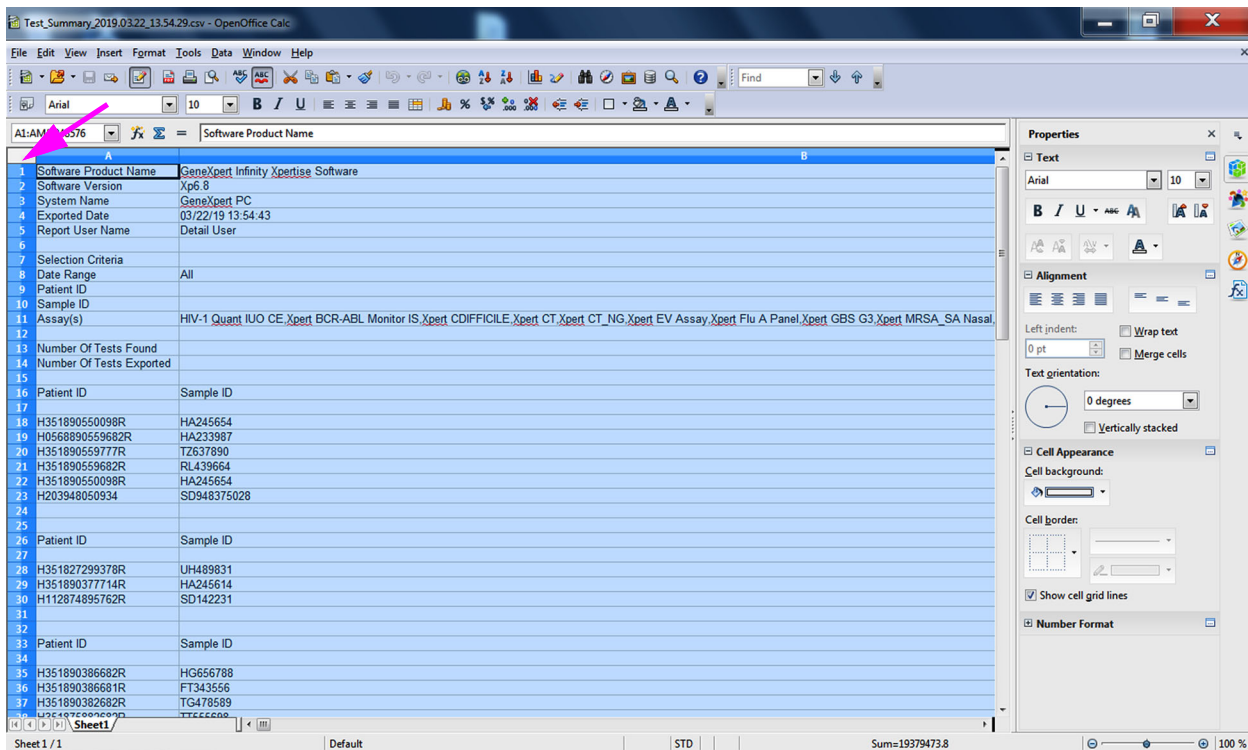 Test_Summary_2019.03.22_13.54.29.csv - OpenOffice Calc
File Edit View Insert Format Tools Data Window Help
Find
Arial 10
Software Product Name
A B
1 Software Product Name GeneXpert Infinity Xpertise Software
2 Software Version Xp6.8
3 System Name GeneXpert PC
4 Exported Date 03/22/19 13:54:43
5 Report User Name Detail User
6
7 Selection Criteria
8 Date Range All
9 Patient ID
10 Sample ID
11 Assay(s) HIV-1 Quant IUO CE,Xpert BCR-ABL Monitor IS,Xpert CDIFFICILE,Xpert CT,Xpert CT_NG,Xpert EV Assay,Xpert Flu A Panel,Xpert GBS G3,Xpert MRSA_SA Nasal,
12
13 Number Of Tests Found
14 Number Of Tests Exported
15
16 Patient ID Sample ID
17
18 H351890550098R HA245654
19 H0568890559682R HA233987
20 H351890559777R TZ637890
21 H351890559682R RL439664
22 H351890550098R HA245654
23 H203948050934 SD948375028
24
25
26 Patient ID Sample ID
27
28 H351827299378R UH489831
29 H351890377714R HA245614
30 H112874895762R SD142231
31
32
33 Patient ID Sample ID
34
35 H351890386682R HG656788
36 H351890386681R FT343556
37 H351890382682R TG478589
Sheet1
Sheet 1 / 1 Default STD Sum=19379473.8 100 %
Properties
Text
Arial 10
B I U ABC
Alignment
Left indent:
0 pt
Wrap text
Merge cells
Text orientation:
0 degrees
Vertically stacked
Cell Appearance
Cell background:
Cell border:
Show cell grid lines
Number Format